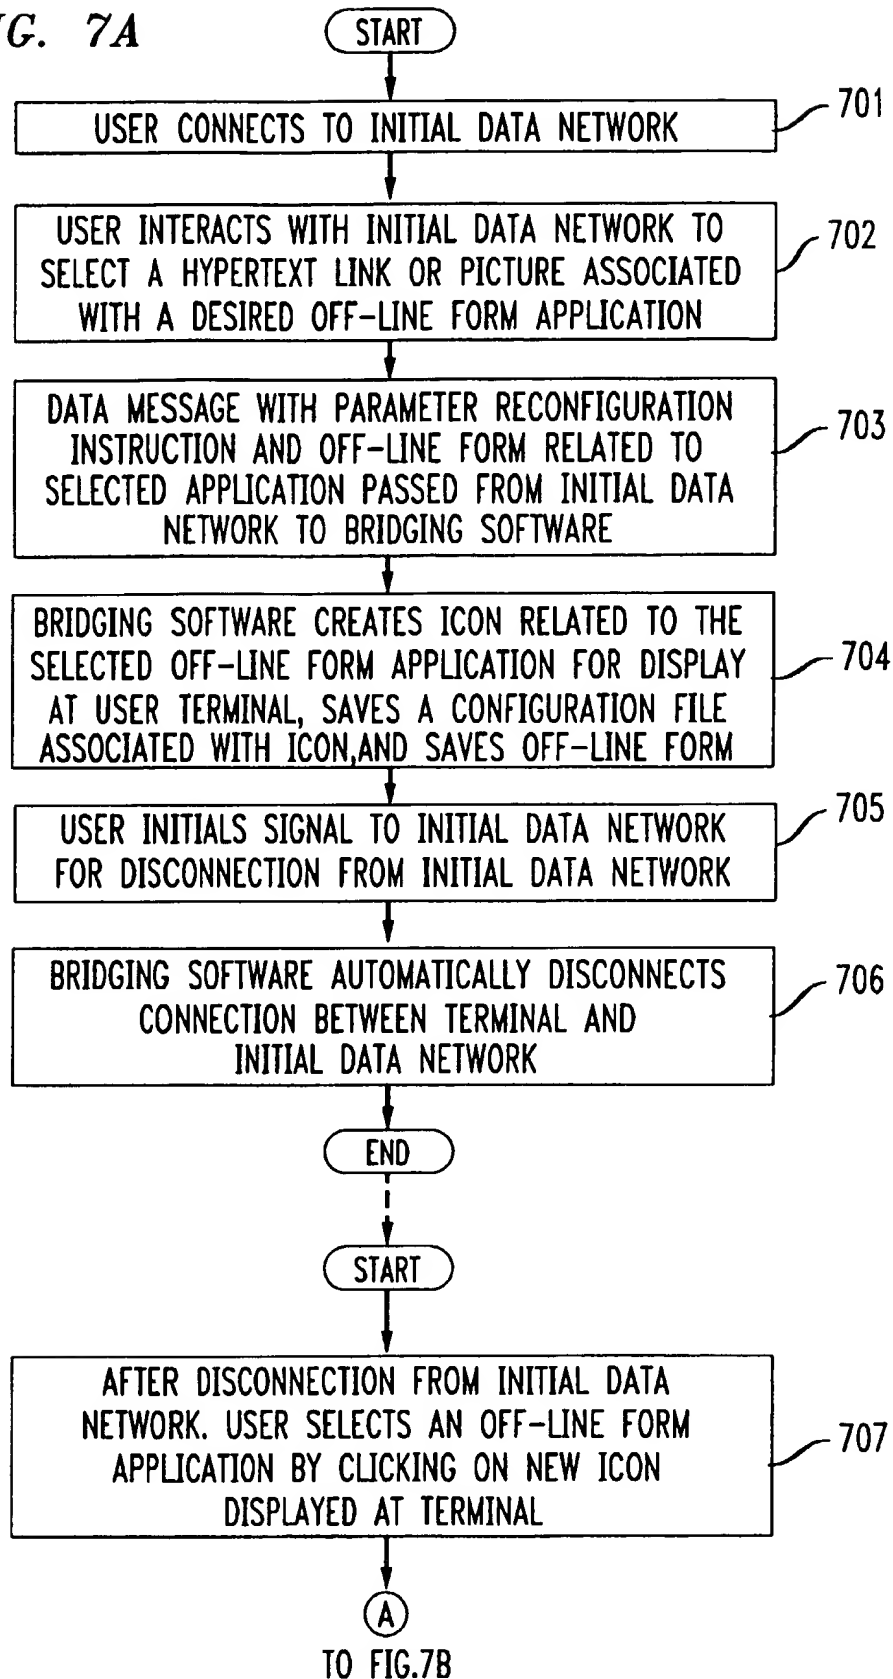 IG. 7A
START
USER CONNECTS TO INITIAL DATA NETWORK
701
USER INTERACTS WITH INITIAL DATA NETWORK TO
SELECT A HYPERTEXT LINK OR PICTURE ASSOCIATED
WITH A DESIRED OFF-LINE FORM APPLICATION
702
DATA MESSAGE WITH PARAMETER RECONFIGURATION
INSTRUCTION AND OFF-LINE FORM RELATED TO
SELECTED APPLICATION PASSED FROM INITIAL DATA
NETWORK TO BRIDGING SOFTWARE
703
BRIDGING SOFTWARE CREATES ICON RELATED TO THE
SELECTED OFF-LINE FORM APPLICATION FOR DISPLAY
AT USER TERMINAL, SAVES A CONFIGURATION FILE
ASSOCIATED WITH ICON,AND SAVES OFF-LINE FORM
704
USER INITIALS SIGNAL TO INITIAL DATA NETWORK
FOR DISCONNECTION FROM INITIAL DATA NETWORK
705
BRIDGING SOFTWARE AUTOMATICALLY DISCONNECTS
CONNECTION BETWEEN TERMINAL AND
INITIAL DATA NETWORK
706
END
START
AFTER DISCONNECTION FROM INITIAL DATA
NETWORK. USER SELECTS AN OFF-LINE FORM
APPLICATION BY CLICKING ON NEW ICON
DISPLAYED AT TERMINAL
707
A
TO FIG.7B